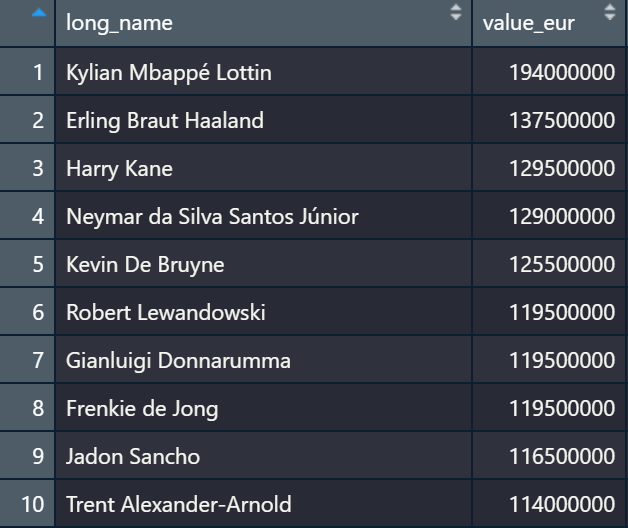 long_name value_eur
1 Kylian Mbappé Lottin 194000000
2 Erling Braut Haaland 137500000
3 Harry Kane 129500000
4 Neymar da Silva Santos Júnior 129000000
5 Kevin De Bruyne 125500000
6 Robert Lewandowski 119500000
7 Gianluigi Donnarumma 119500000
8 Frenkie de Jong 119500000
9 Jadon Sancho 116500000
10 Trent Alexander-Arnold 114000000